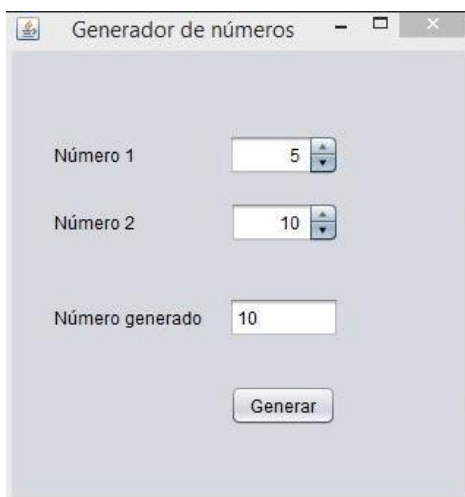 Generador de números
Número 1 5
Número 2 10
Número generado 10
Generar